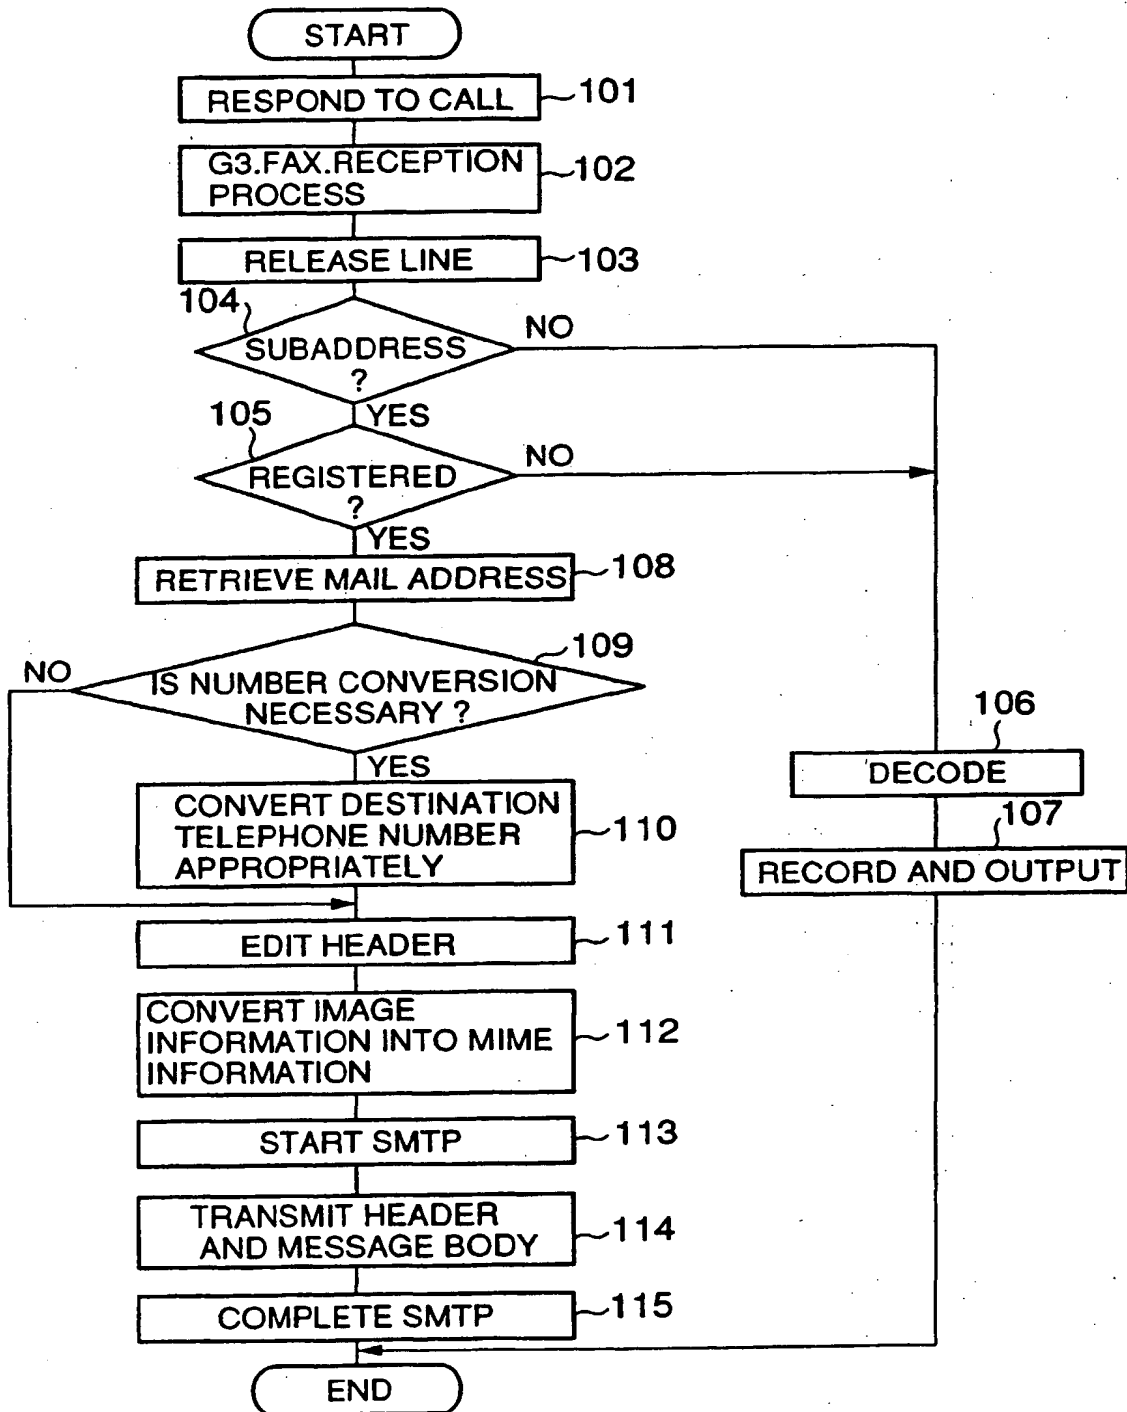 START
RESPOND TO CALL
101
G3.FAX.RECEPTION
PROCESS
102
RELEASE LINE
103
104
SUBADDRESS
?
NO
YES
105
REGISTERED
?
NO
YES
RETRIEVE MAIL ADDRESS
108
109
NO
IS NUMBER CONVERSION
NECESSARY ?
YES
106
DECODE
CONVERT DESTINATION
TELEPHONE NUMBER
APPROPRIATELY
110
107
RECORD AND OUTPUT
EDIT HEADER
111
CONVERT IMAGE
INFORMATION INTO MIME
INFORMATION
112
START SMTP
113
TRANSMIT HEADER
AND MESSAGE BODY
114
COMPLETE SMTP
115
END